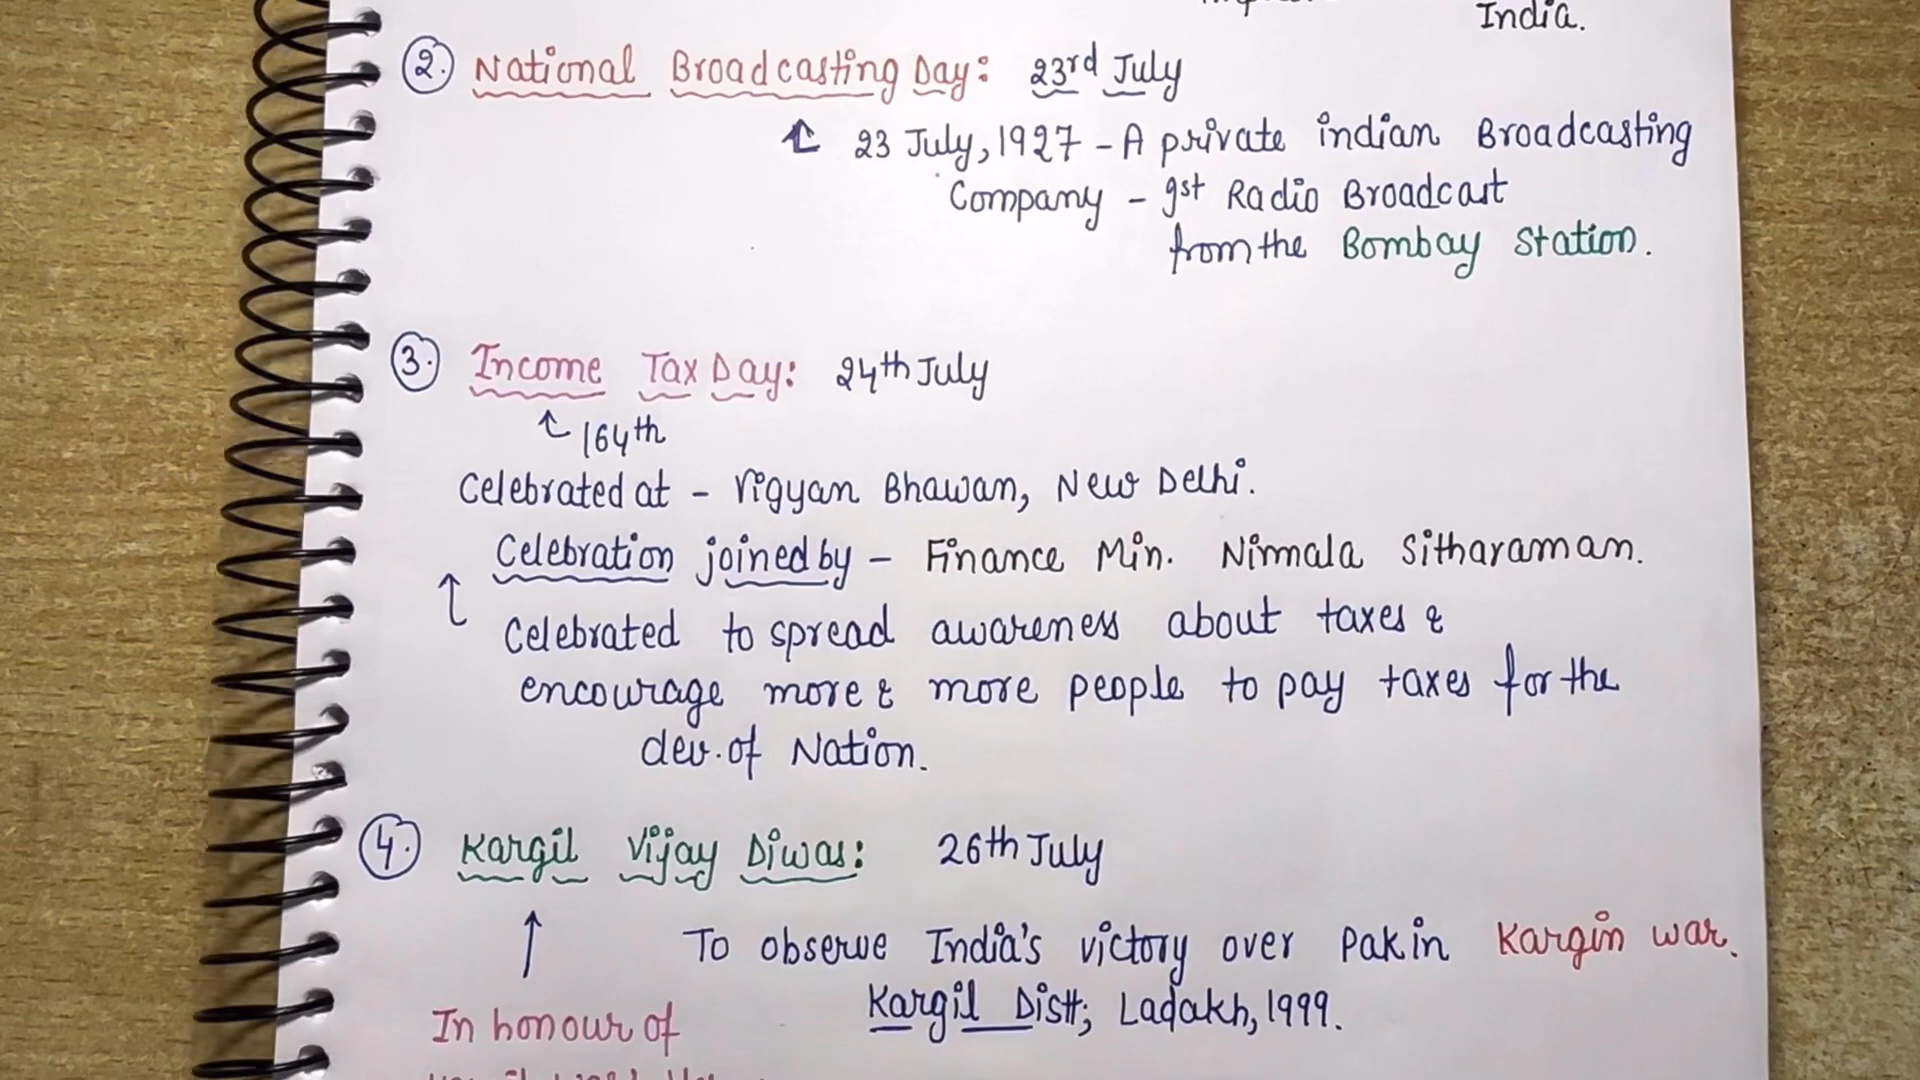 India.
2. National Broadcasting Day: 23rd July
23 July, 1927 - A private indian Broadcasting
Company - 1st Radio Broadcast
from the Bombay Station.
3. Income Tax Day: 24th July
164th
Celebrated at - Vigyan Bhawan, New Delhi.
Celebration joined by - Finance Min. Nirmala Sitharaman.
Celebrated to spread awareness about taxes &
encourage more & more people to pay taxes for the
dev. of Nation.
4. Kargil Vijay Diwas: 26th July
To observe India's victory over Pak in Kargin war.
Kargil Distt, Ladakh, 1999.
In honour of